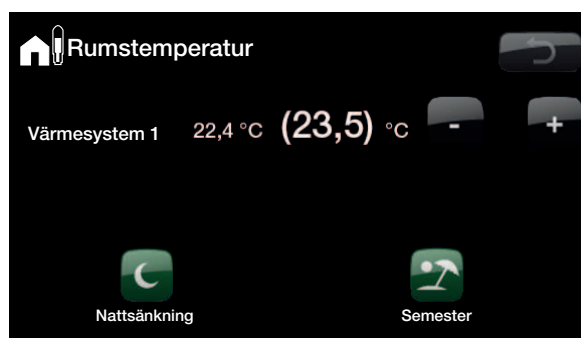 Rumstemperatur
Värmesystem 1 22,4 °C (23,5) °C - +
Nattsänkning Semester